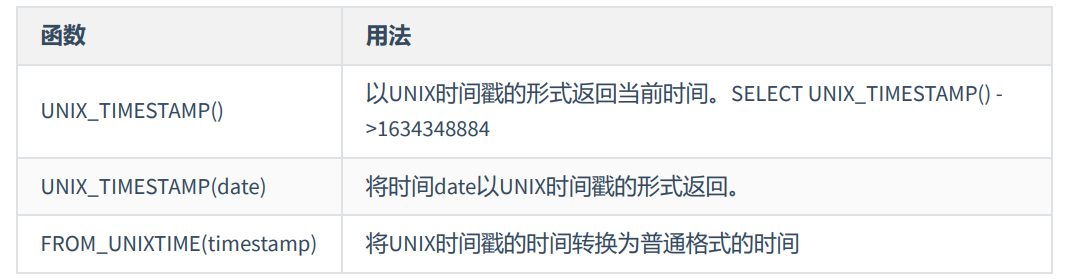 函数 用法
UNIX_TIMESTAMP() 以UNIX时间戳的形式返回当前时间。SELECT UNIX_TIMESTAMP() -
>1634348884
UNIX_TIMESTAMP(date) 将时间date以UNIX时间戳的形式返回。
FROM_UNIXTIME(timestamp) 将UNIX时间戳的时间转换为普通格式的时间